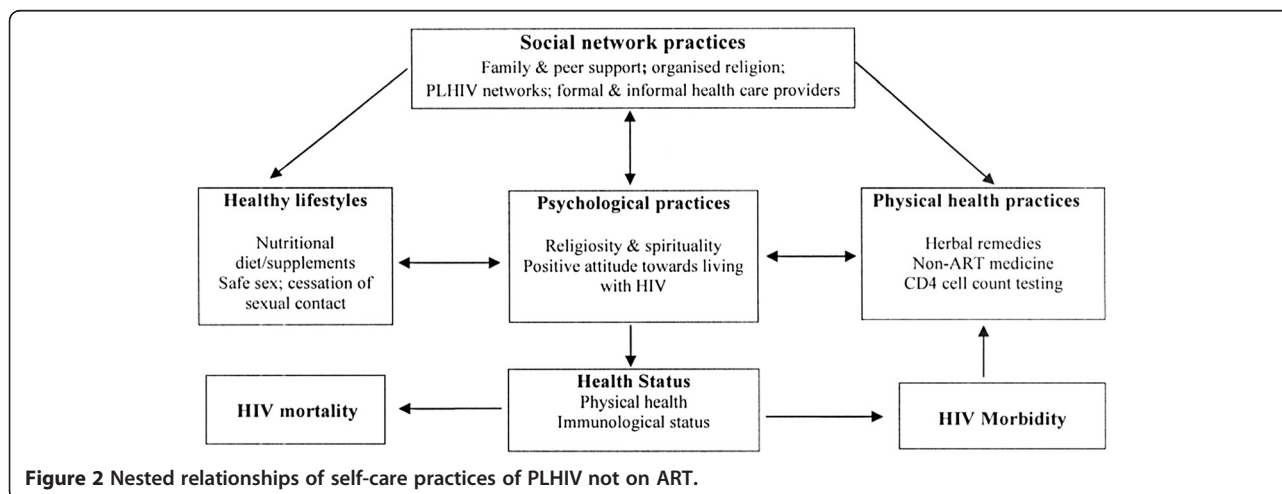 Social network practices
Family & peer support; organised religion;
PLHIV networks; formal & informal health care providers
Healthy lifestyles
Nutritional
diet/supplements
Safe sex; cessation of
sexual contact
Psychological practices
Religiosity & spirituality
Positive attitude towards living
with HIV
Physical health practices
Herbal remedies
Non-ART medicine
CD4 cell count testing
HIV mortality
Health Status
Physical health
Immunological status
HIV Morbidity
Figure 2 Nested relationships of self-care practices of PLHIV not on ART.